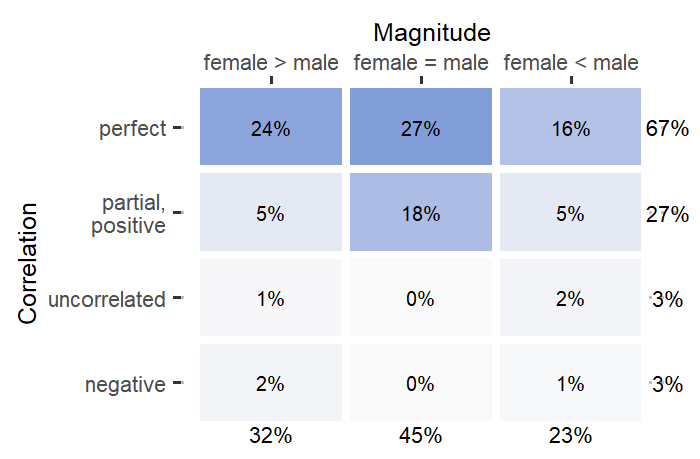 Magnitude
female > male female = male female < male
perfect 24% 27% 16% 67%
partial,
positive 5% 18% 5% 27%
Correlation
uncorrelated 1% 0% 2% 3%
negative 2% 0% 1% 3%
32% 45% 23%